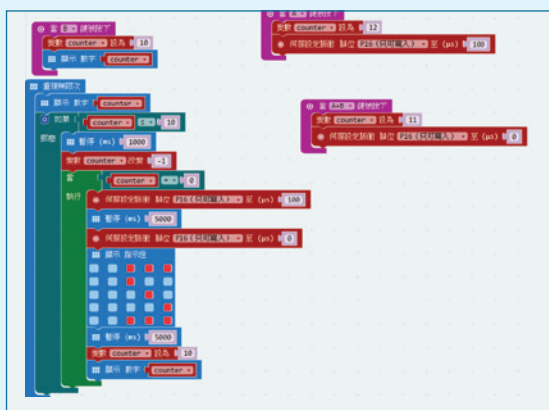 當 B 鍵被按下
變數 counter 設為 10
顯示 數字 counter
當 A 鍵被按下
變數 counter 設為 12
伺服設定脈衝 腳位 P16（只可寫入） 至 (µs) 100
當 A+B 鍵被按下
變數 counter 設為 11
伺服設定脈衝 腳位 P16（只可寫入） 至 (µs) 0
重複無限次
顯示 數字 counter
如果 counter ≤ 10
那麼
暫停 (ms) 1000
變數 counter 改變 -1
當 counter = 0
執行
伺服設定脈衝 腳位 P16（只可寫入） 至 (µs) 100
暫停 (ms) 5000
伺服設定脈衝 腳位 P16（只可寫入） 至 (µs) 0
顯示 指示燈
暫停 (ms) 5000
變數 counter 設為 10
顯示 數字 counter